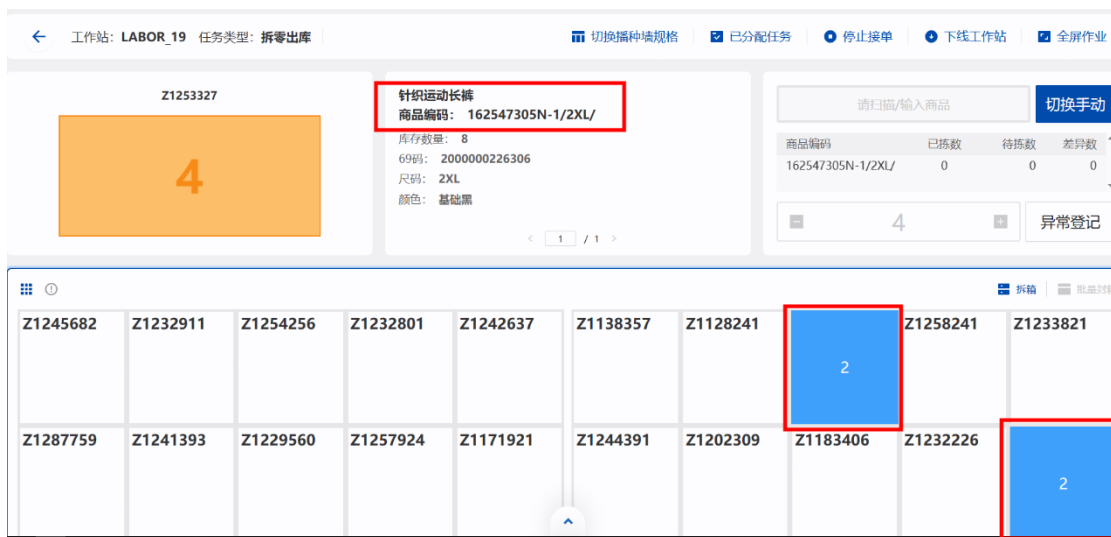 工作站: LABOR_19 任务类型: 拆零出库 切换播种墙规格 已分配任务 停止接单 下线工作站 全屏作业
Z1253327
4
针织运动长裤
商品编码: 162547305N-1/2XL/
库存数量: 8
69码: 2000000226306
尺码: 2XL
颜色: 基础黑
1 / 1
请扫描/输入商品 切换手动
商品编码 已拣数 待拣数 差异数
162547305N-1/2XL/ 0 0 0
4 异常登记
拆箱
Z1245682 Z1232911 Z1254256 Z1232801 Z1242637 Z1138357 Z1128241 Z1258241 Z1233821
2
Z1287759 Z1241393 Z1229560 Z1257924 Z1171921 Z1244391 Z1202309 Z1183406 Z1232226
2